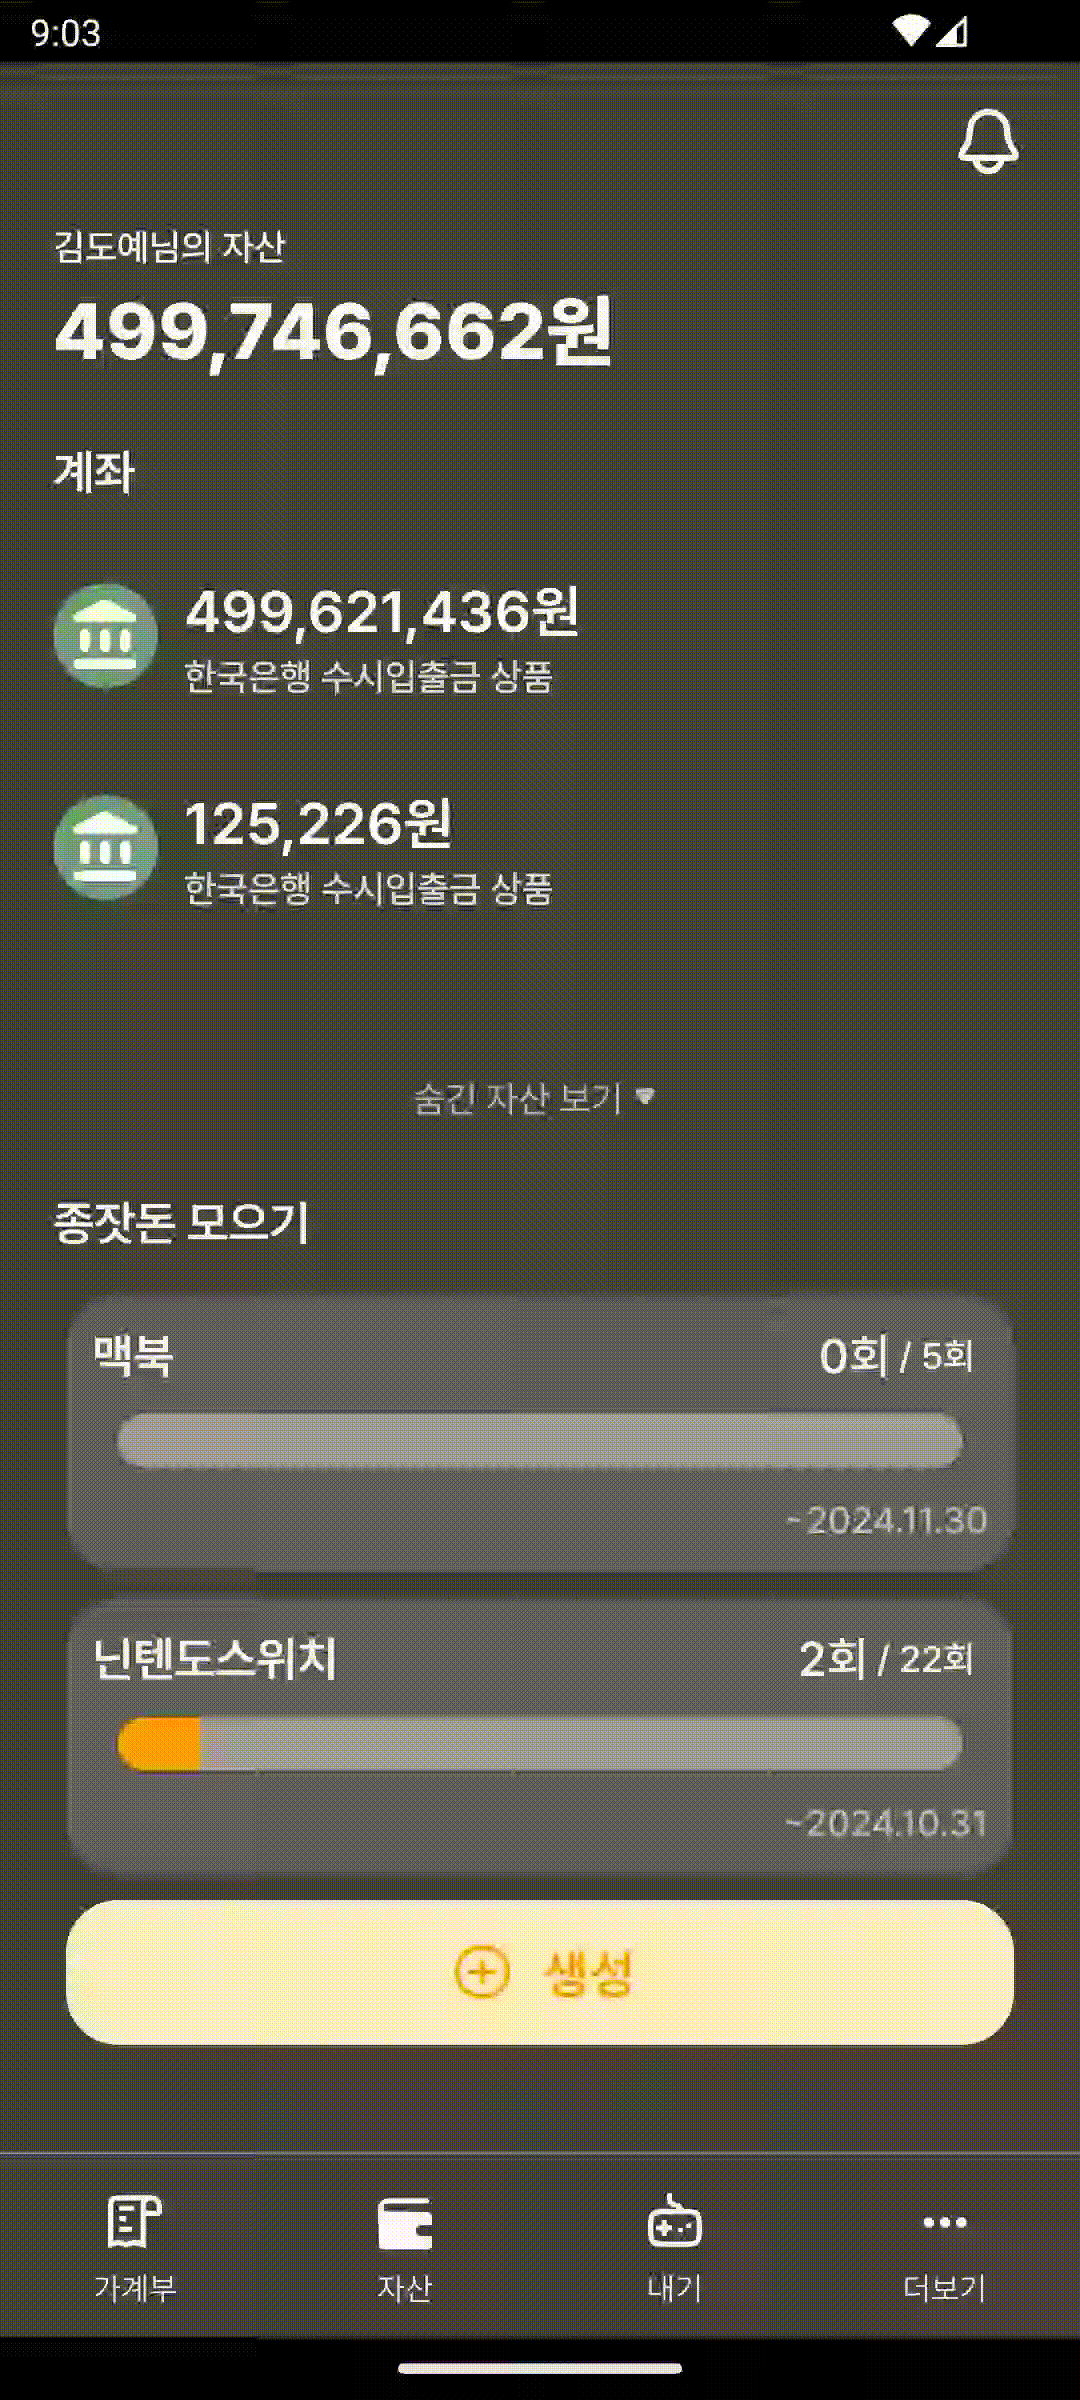 9:03
김도예님의 자산
499,746,662원
계좌
499,621,436원
한국은행 수시입출금 상품
125,226원
한국은행 수시입출금 상품
숨긴 자산 보기 ▼
종잣돈 모으기
맥북 0회 / 5회
~2024.11.30
닌텐도스위치 2회 / 22회
~2024.10.31
생성
가계부 자산 내기 더보기